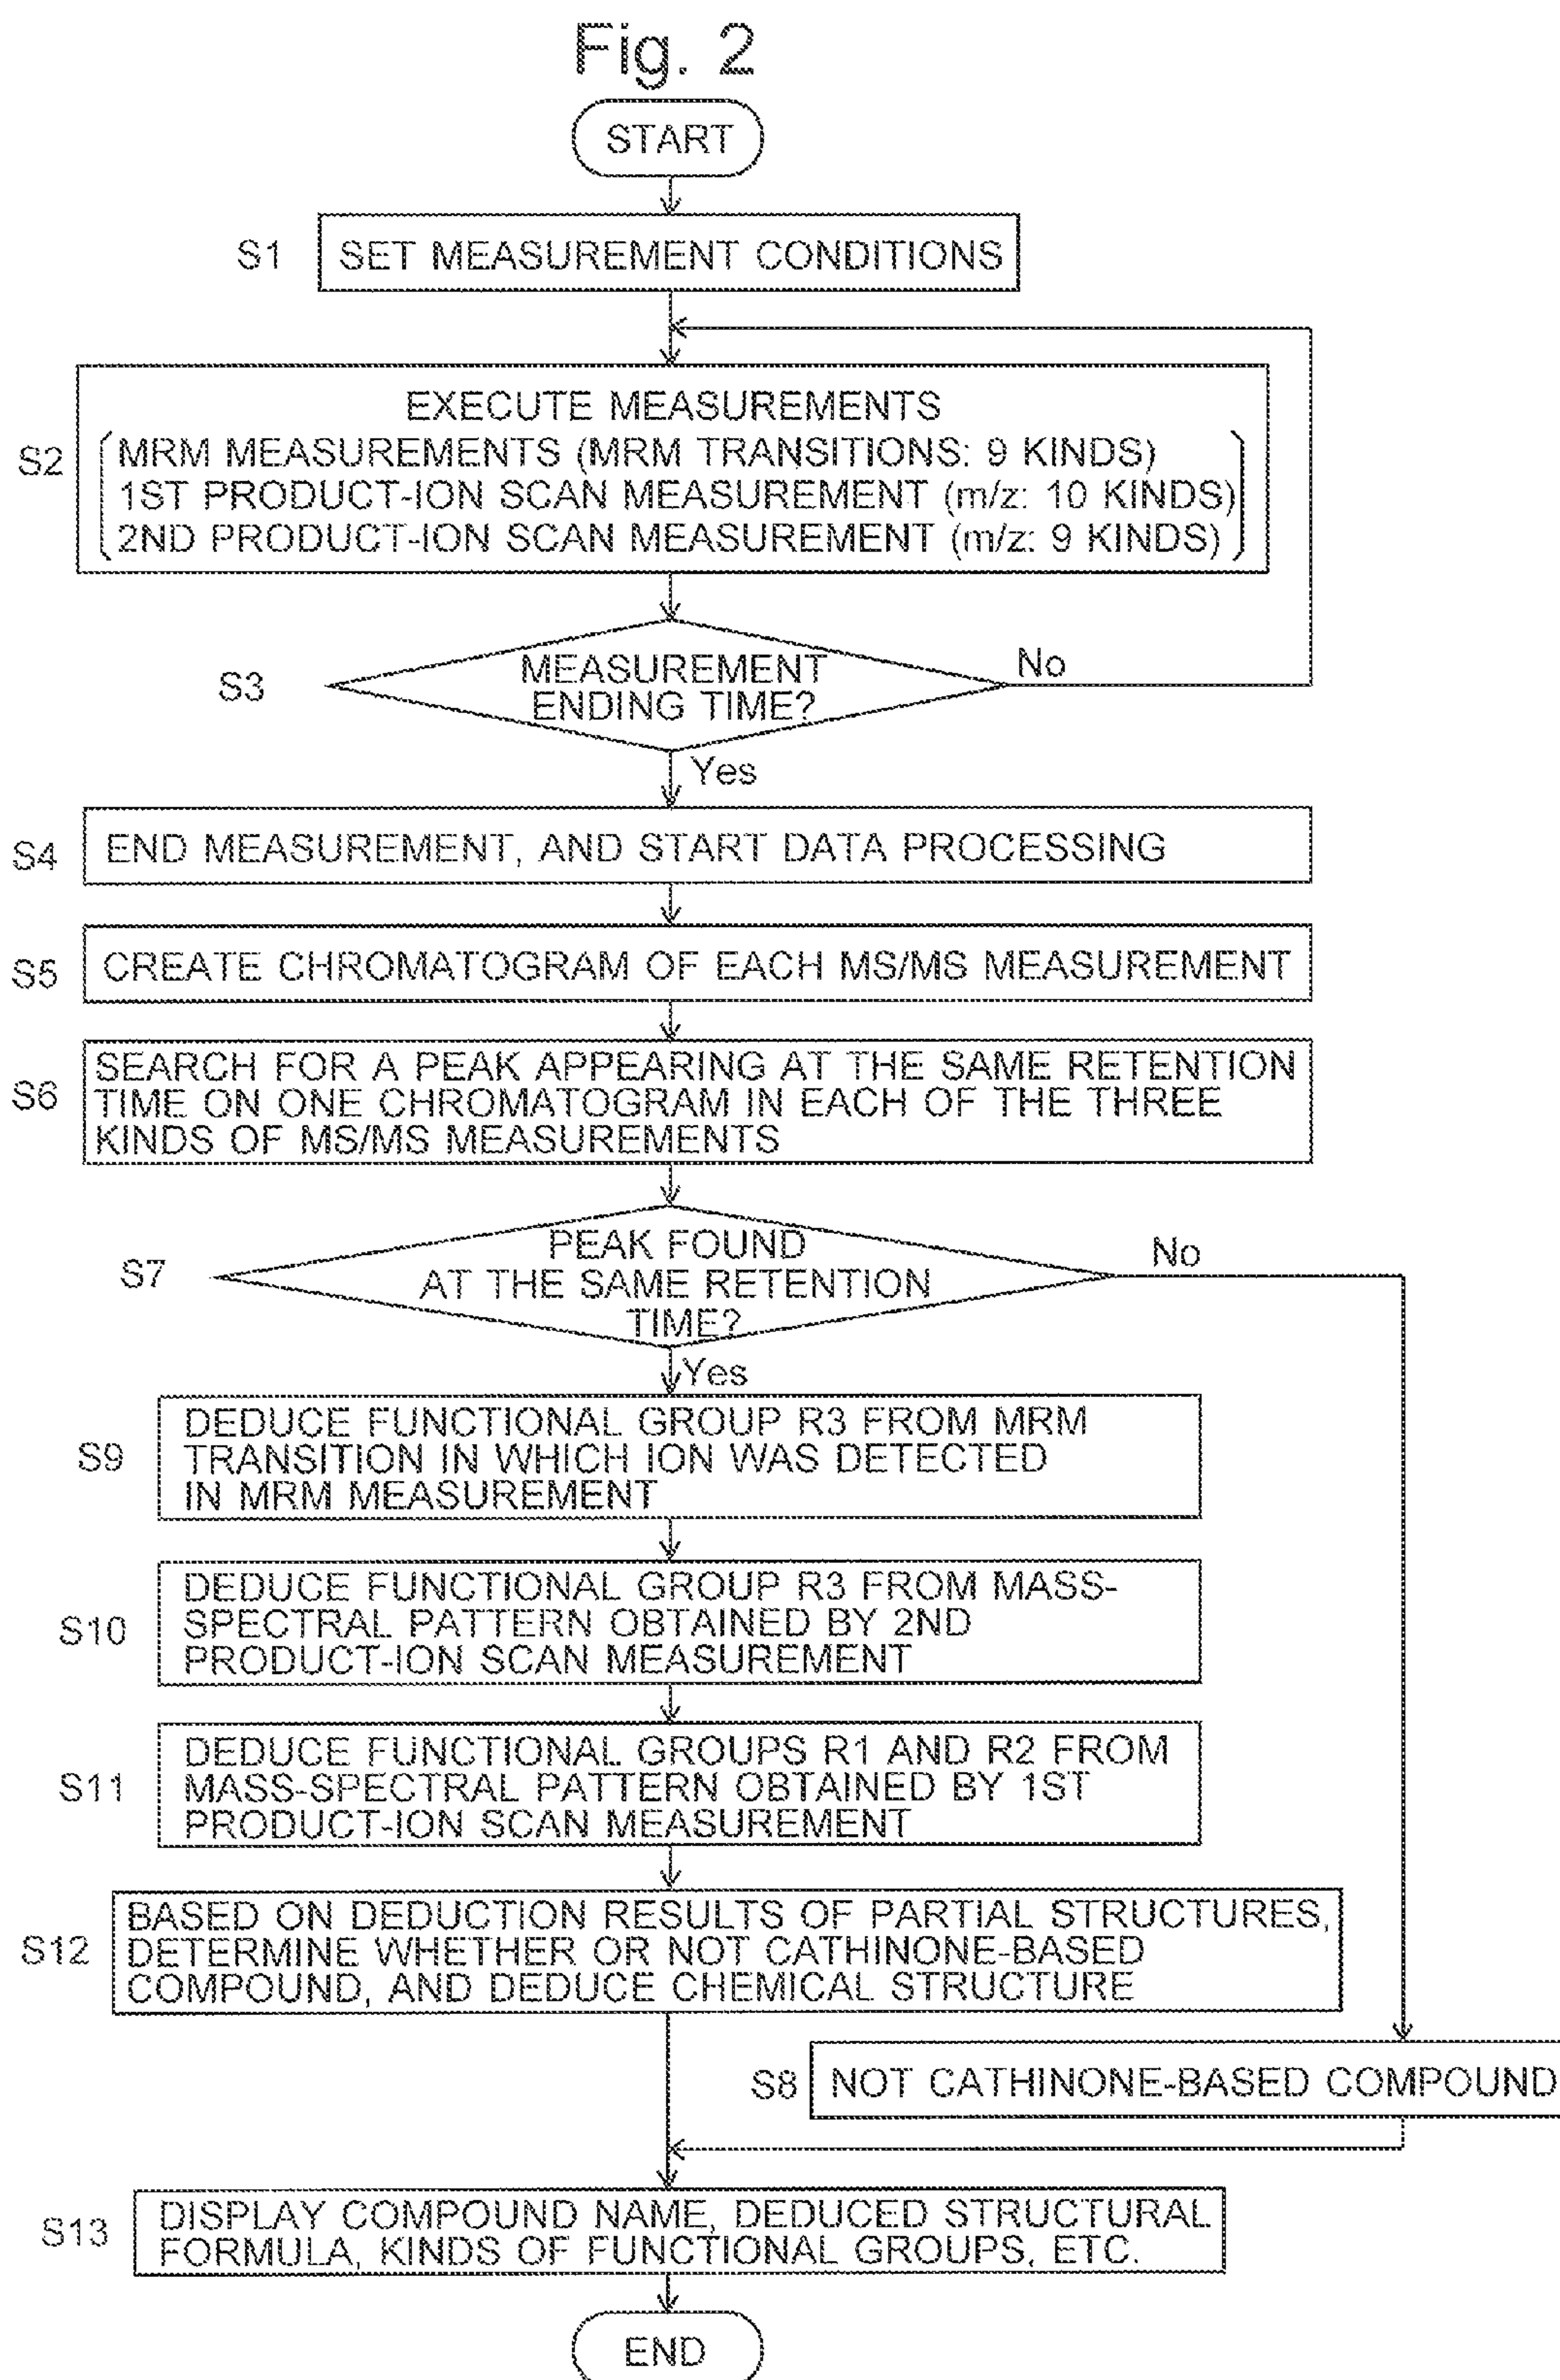 Fig. 2
START
S1
SET MEASUREMENT CONDITIONS
S2
EXECUTE MEASUREMENTS
MRM MEASUREMENTS (MRM TRANSITIONS: 9 KINDS)
1ST PRODUCT-ION SCAN MEASUREMENT (m/z: 10 KINDS)
2ND PRODUCT-ION SCAN MEASUREMENT (m/z: 9 KINDS)
S3
MEASUREMENT
ENDING TIME?
No
Yes
S4
END MEASUREMENT, AND START DATA PROCESSING
S5
CREATE CHROMATOGRAM OF EACH MS/MS MEASUREMENT
S6
SEARCH FOR A PEAK APPEARING AT THE SAME RETENTION
TIME ON ONE CHROMATOGRAM IN EACH OF THE THREE
KINDS OF MS/MS MEASUREMENTS
S7
PEAK FOUND
AT THE SAME RETENTION
TIME?
No
Yes
S9
DEDUCE FUNCTIONAL GROUP R3 FROM MRM
TRANSITION IN WHICH ION WAS DETECTED
IN MRM MEASUREMENT
S10
DEDUCE FUNCTIONAL GROUP R3 FROM MASS-
SPECTRAL PATTERN OBTAINED BY 2ND
PRODUCT-ION SCAN MEASUREMENT
S11
DEDUCE FUNCTIONAL GROUPS R1 AND R2 FROM
MASS-SPECTRAL PATTERN OBTAINED BY 1ST
PRODUCT-ION SCAN MEASUREMENT
S12
BASED ON DEDUCTION RESULTS OF PARTIAL STRUCTURES,
DETERMINE WHETHER OR NOT CATHINONE-BASED
COMPOUND, AND DEDUCE CHEMICAL STRUCTURE
S8
NOT CATHINONE-BASED COMPOUND
S13
DISPLAY COMPOUND NAME, DEDUCED STRUCTURAL
FORMULA, KINDS OF FUNCTIONAL GROUPS, ETC.
END